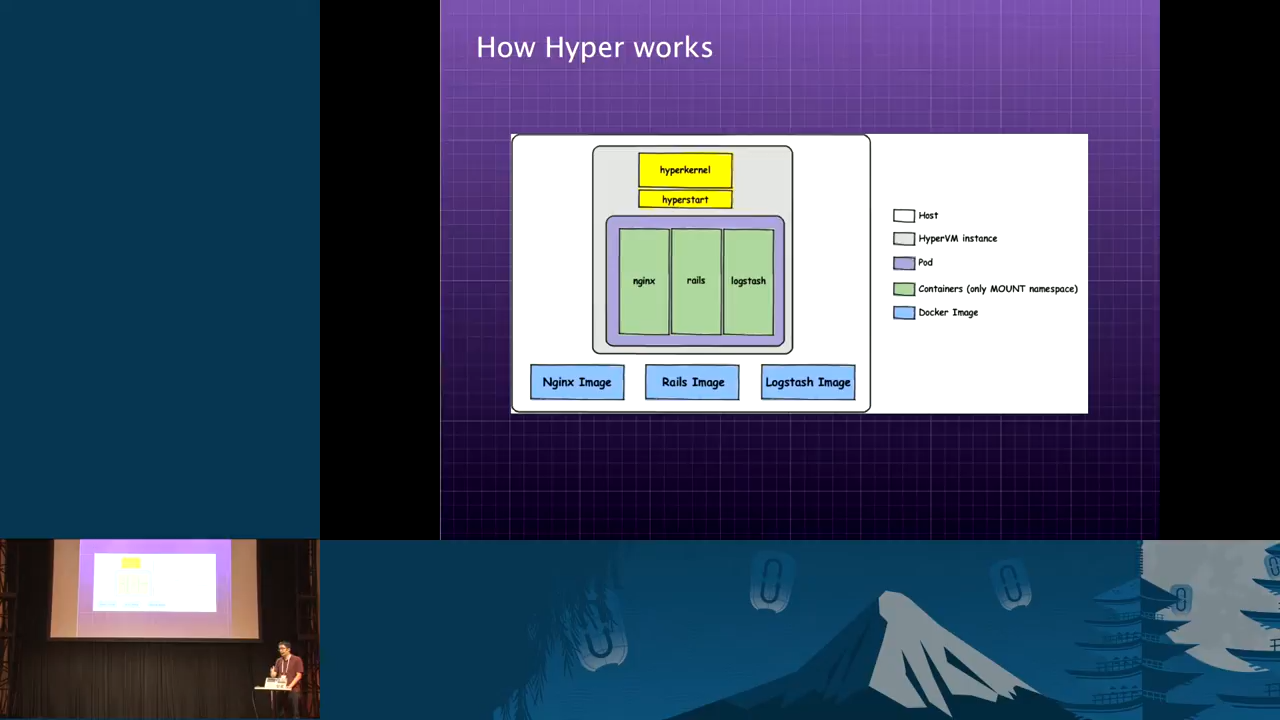 How Hyper works
hyperkernel
hyperstart
nginx
rails
logstash
Nginx Image
Rails Image
Logstash Image
Host
HyperVM instance
Pod
Containers (only MOUNT namespace)
Docker Image